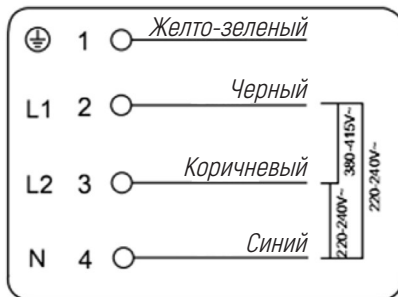 1 Желто-зеленый
L1 2 Черный
L2 3 Коричневый
N 4 Синий
380-415V~
220-240V~
220-240V~